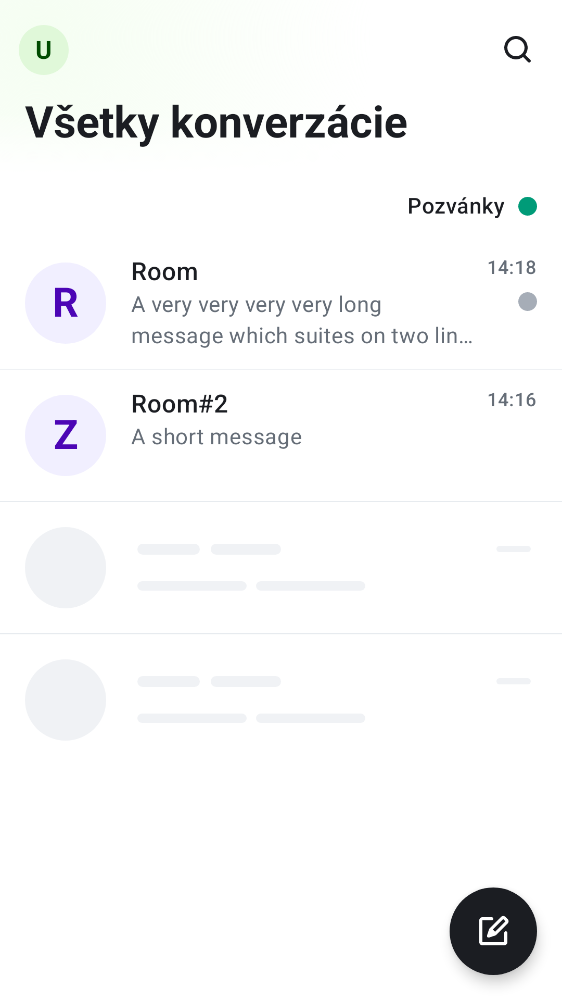 U
Všetky konverzácie
Pozvánky
R
Room
14:18
A very very very very long
message which suites on two lin…
Z
Room#2
14:16
A short message